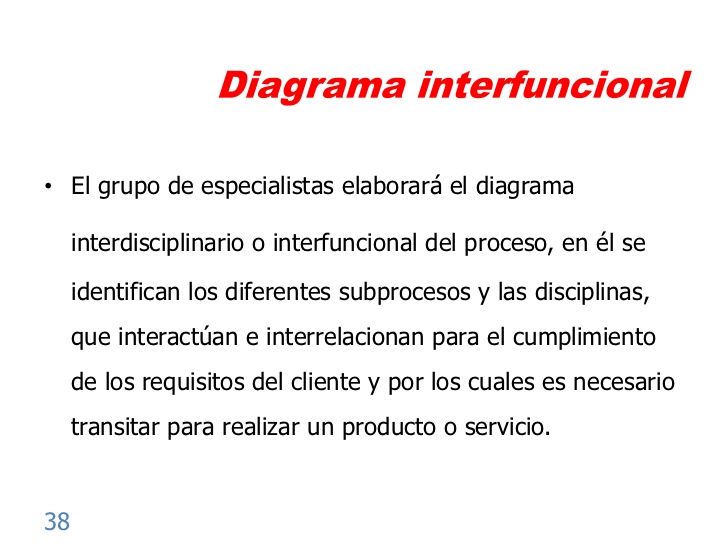 Diagrama interfuncional
• El grupo de especialistas elaborará el diagrama
interdisciplinario o interfuncional del proceso, en él se
identifican los diferentes subprocesos y las disciplinas,
que interactúan e interrelacionan para el cumplimiento
de los requisitos del cliente y por los cuales es necesario
transitar para realizar un producto o servicio.
38